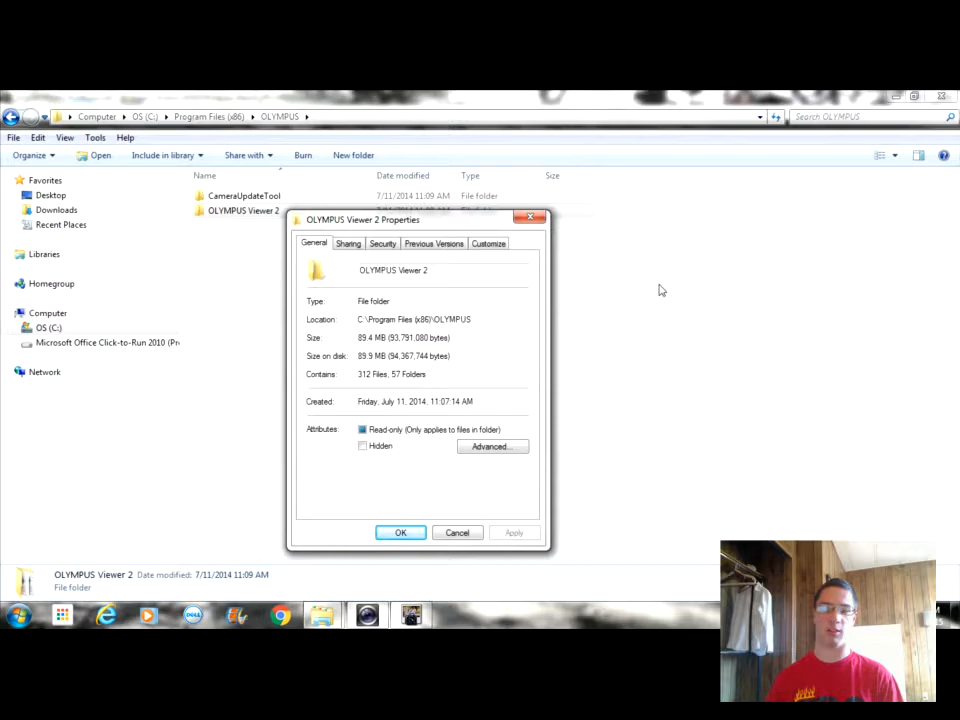 Computer OS (C:) Program Files (x86) OLYMPUS Search OLYMPUS
File Edit View Tools Help
Organize Open Include in library Share with Burn New folder
Name Date modified Type Size
Favorites
Desktop
Downloads
Recent Places
Libraries
Homegroup
Computer
OS (C:)
Microsoft Office Click-to-Run 2010 (Pr
Network
CameraUpdateTool 7/11/2014 11:09 AM File folder
OLYMPUS Viewer 2
OLYMPUS Viewer 2 Properties
General Sharing Security Previous Versions Customize
OLYMPUS Viewer 2
Type: File folder
Location: C:\Program Files (x86)\OLYMPUS
Size: 89.4 MB (93,791,080 bytes)
Size on disk: 89.9 MB (94,367,744 bytes)
Contains: 312 Files, 57 Folders
Created: Friday, July 11, 2014, 11:07:14 AM
Attributes: Read-only (Only applies to files in folder)
Hidden Advanced...
OK Cancel Apply
OLYMPUS Viewer 2 Date modified: 7/11/2014 11:09 AM
File folder
DELL